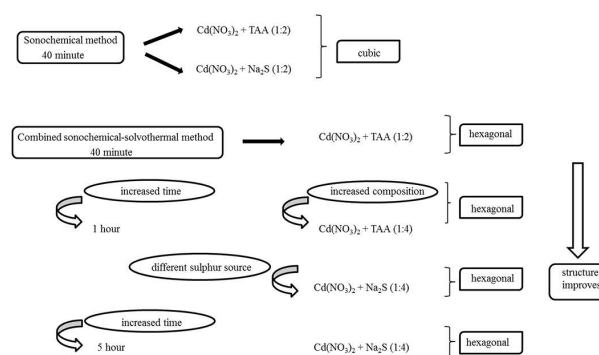 Sonochemical method
40 minute
Cd(NO3)2 + TAA (1:2)
Cd(NO3)2 + Na2S (1:2)
cubic
Combined sonochemical-solvothermal method
40 minute
Cd(NO3)2 + TAA (1:2)
hexagonal
increased time
increased composition
1 hour
Cd(NO3)2 + TAA (1:4)
hexagonal
different sulphur source
Cd(NO3)2 + Na2S (1:4)
hexagonal
structure
improves
increased time
5 hour
Cd(NO3)2 + Na2S (1:4)
hexagonal